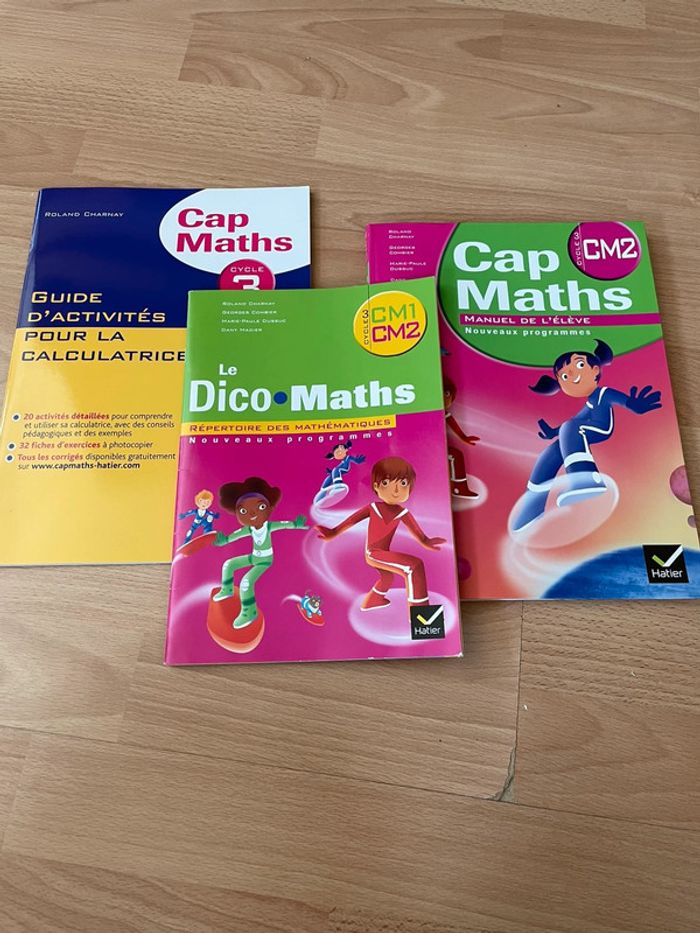 Roland Charnay
Cap
Maths
CYCLE
3
Guide
d'activités
pour la
calculatrice
• 20 activités détaillées pour comprendre
et utiliser sa calculatrice, avec des conseils
pédagogiques et des exemples
• 32 fiches d'exercices à photocopier
• Tous les corrigés disponibles gratuitement
sur www.capmaths-hatier.com
Roland Charnay
Georges Combier
Marie-Paule Dussuc
Dany Madier
CYCLE 3
CM1
CM2
Le
Dico•Maths
Répertoire des mathématiques
Nouveaux programmes
Hatier
Roland
Charnay
Georges
Combier
Marie-Paule
Dussuc
Dany
CYCLE 3
CM2
Cap
Maths
Manuel de l'élève
Nouveaux programmes
Hatier